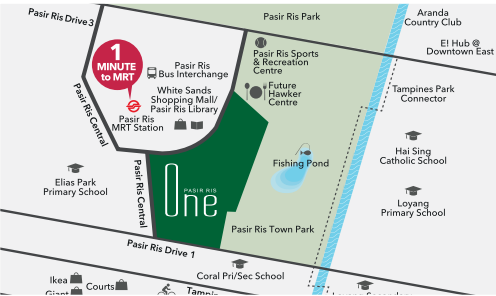 Pasir Ris Drive 3
Pasir Ris Park
Aranda
Country Club
E! Hub @
Downtown East
1
MINUTE
to MRT
Pasir Ris
Bus Interchange
Pasir Ris Sports
& Recreation
Centre
White Sands
Shopping Mall/
Pasir Ris Library
Future
Hawker
Centre
Tampines Park
Connector
Pasir Ris Central
Pasir Ris
MRT Station
Hai Sing
Catholic School
Fishing Pond
Elias Park
Primary School
Pasir Ris Central
PASIR RIS
One
Loyang
Primary School
Pasir Ris Town Park
Pasir Ris Drive 1
Coral Pri/Sec School
Ikea
Courts
Giant